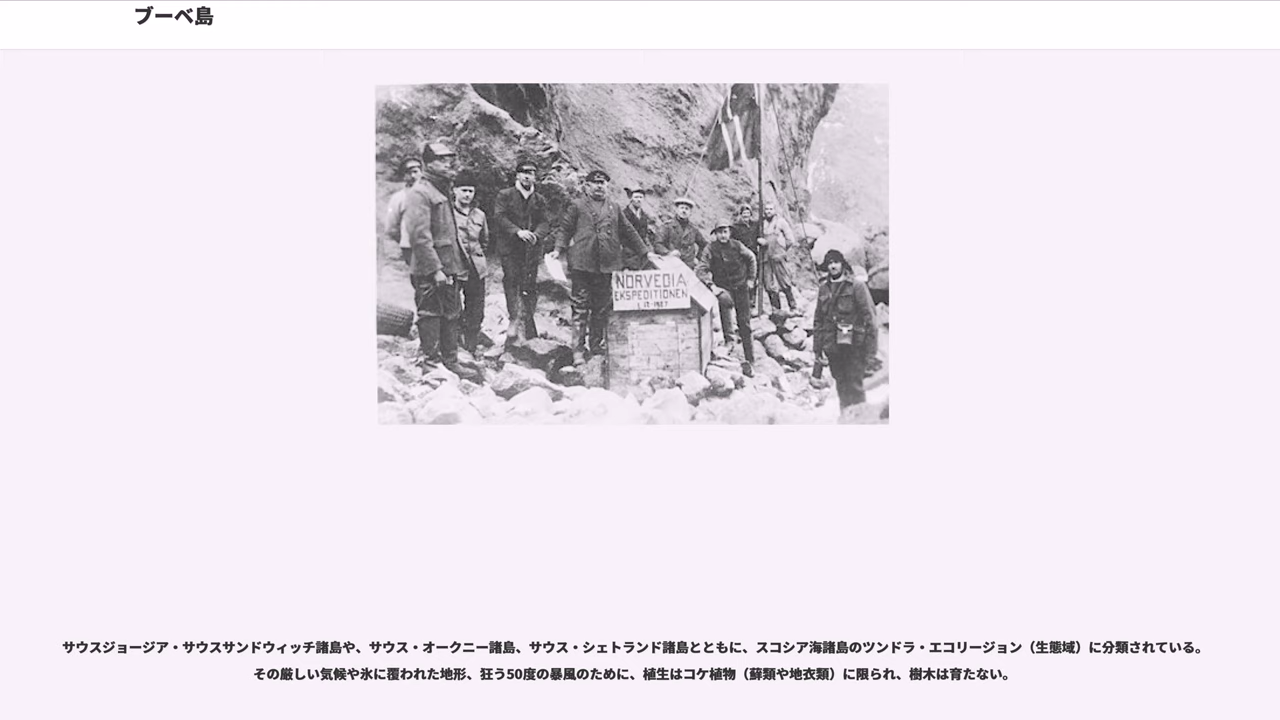 ブーベ島
NORVEGIA
EKSPEDITIONEN
1.12.1927
サウスジョージア・サウスサンドウィッチ諸島や、サウス・オークニー諸島、サウス・シェトランド諸島とともに、スコシア海諸島のツンドラ・エコリージョン（生態域）に分類されている。
その厳しい気候や氷に覆われた地形、狂う50度の暴風のために、植生はコケ植物（蘚類や地衣類）に限られ、樹木は育たない。